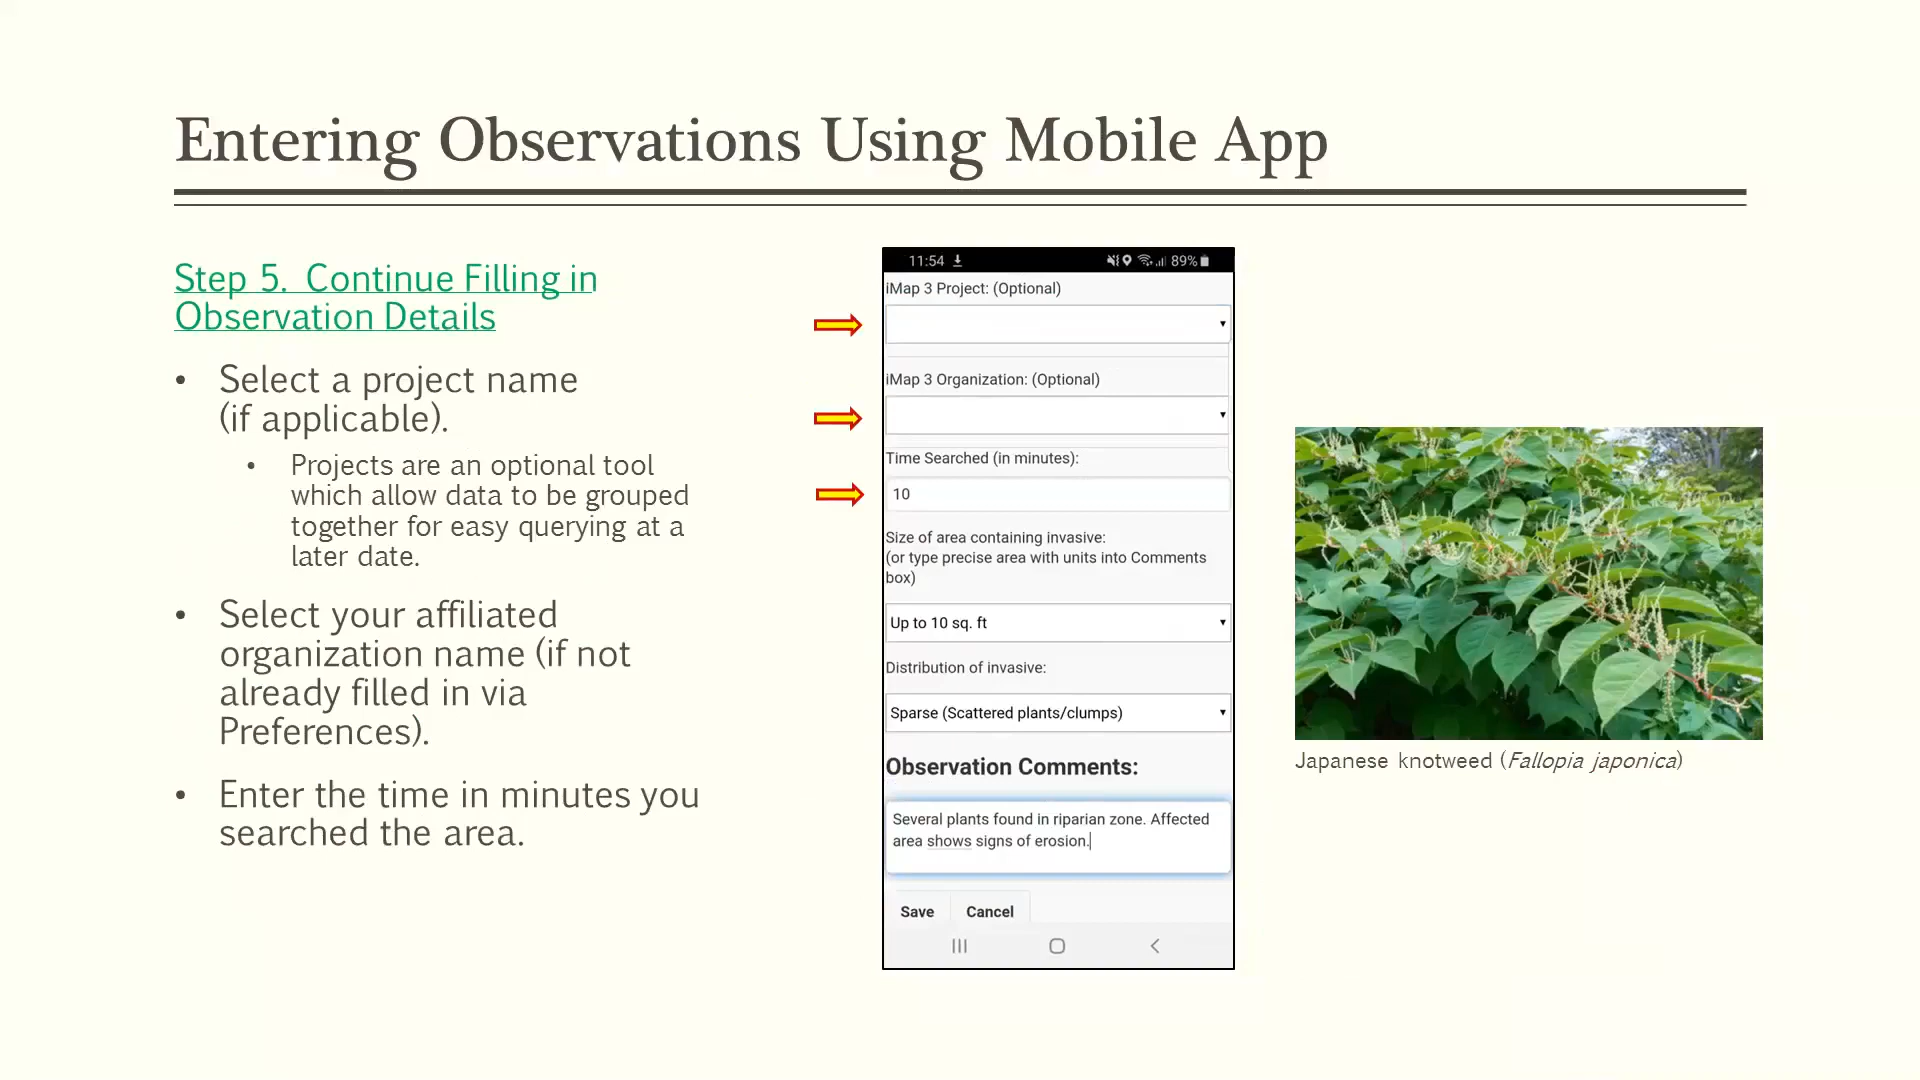 Entering Observations Using Mobile App
Step 5.  Continue Filling in
Observation Details
• Select a project name
(if applicable).
• Projects are an optional tool
which allow data to be grouped
together for easy querying at a
later date.
• Select your affiliated
organization name (if not
already filled in via
Preferences).
• Enter the time in minutes you
searched the area.
11:54 89%
iMap 3 Project: (Optional)
iMap 3 Organization: (Optional)
Time Searched (in minutes):
10
Size of area containing invasive:
(or type precise area with units into Comments
box)
Up to 10 sq. ft
Distribution of invasive:
Sparse (Scattered plants/clumps)
Observation Comments:
Several plants found in riparian zone. Affected
area shows signs of erosion.
Save Cancel
Japanese knotweed (Fallopia japonica)